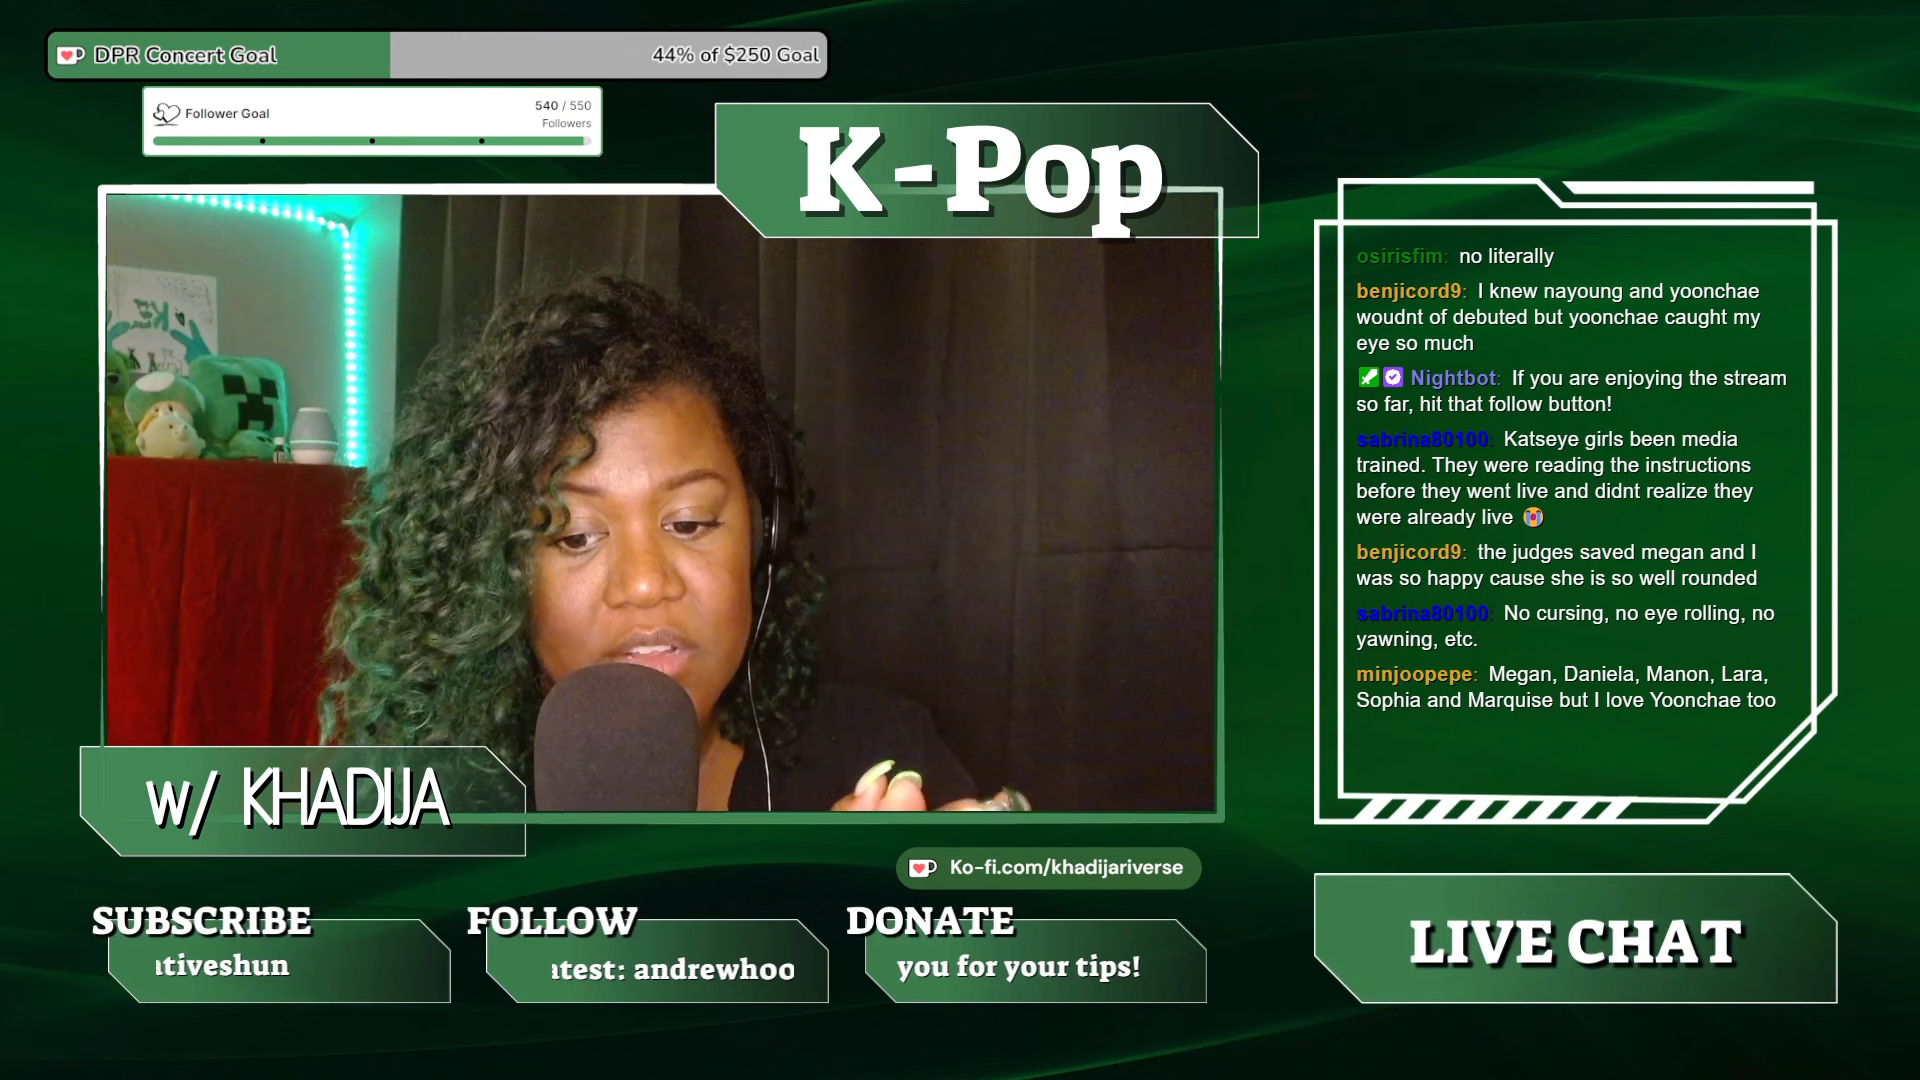 DPR Concert Goal
44% of $250 Goal
Follower Goal
540 / 550
Followers
K-Pop
osirisfim: no literally
benjicord9: I knew nayoung and yoonchae
woudnt of debuted but yoonchae caught my
eye so much
Nightbot: If you are enjoying the stream
so far, hit that follow button!
sabrina80100: Katseye girls been media
trained. They were reading the instructions
before they went live and didnt realize they
were already live
benjicord9: the judges saved megan and I
was so happy cause she is so well rounded
sabrina80100: No cursing, no eye rolling, no
yawning, etc.
minjoopepe: Megan, Daniela, Manon, Lara,
Sophia and Marquise but I love Yoonchae too
w/ KHADIJA
Ko-fi.com/khadijariverse
SUBSCRIBE
ativeshun
FOLLOW
atest: andrewhoo
DONATE
you for your tips!
LIVE CHAT